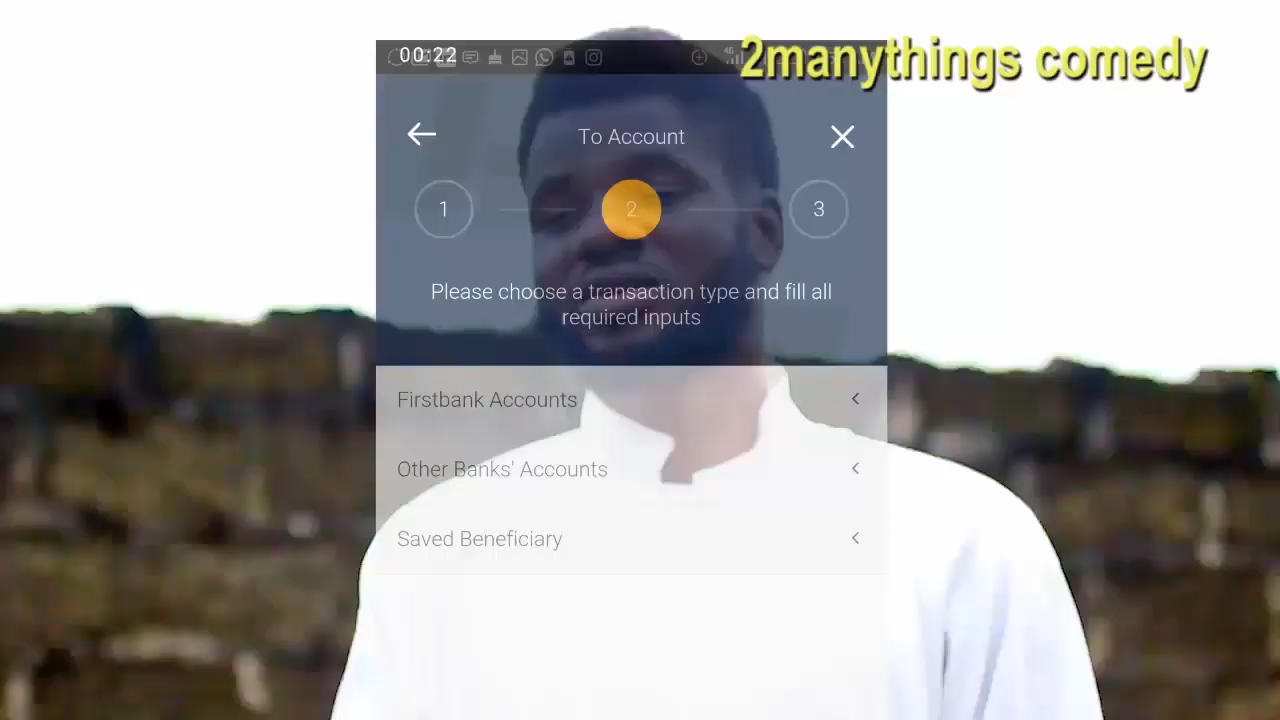 00:22
2manythings comedy
To Account
1
2
3
Please choose a transaction type and fill all
required inputs
Firstbank Accounts
Other Banks' Accounts
Saved Beneficiary